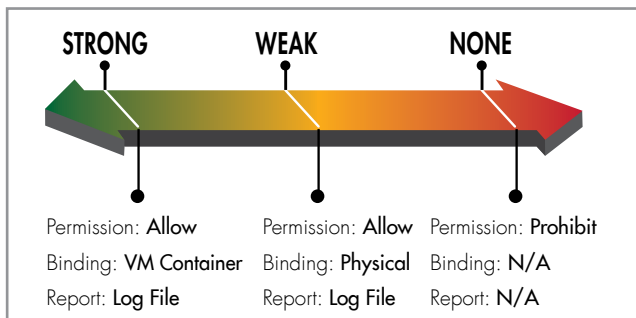 STRONG
WEAK
NONE
Permission: Allow
Binding: VM Container
Report: Log File
Permission: Allow
Binding: Physical
Report: Log File
Permission: Prohibit
Binding: N/A
Report: N/A